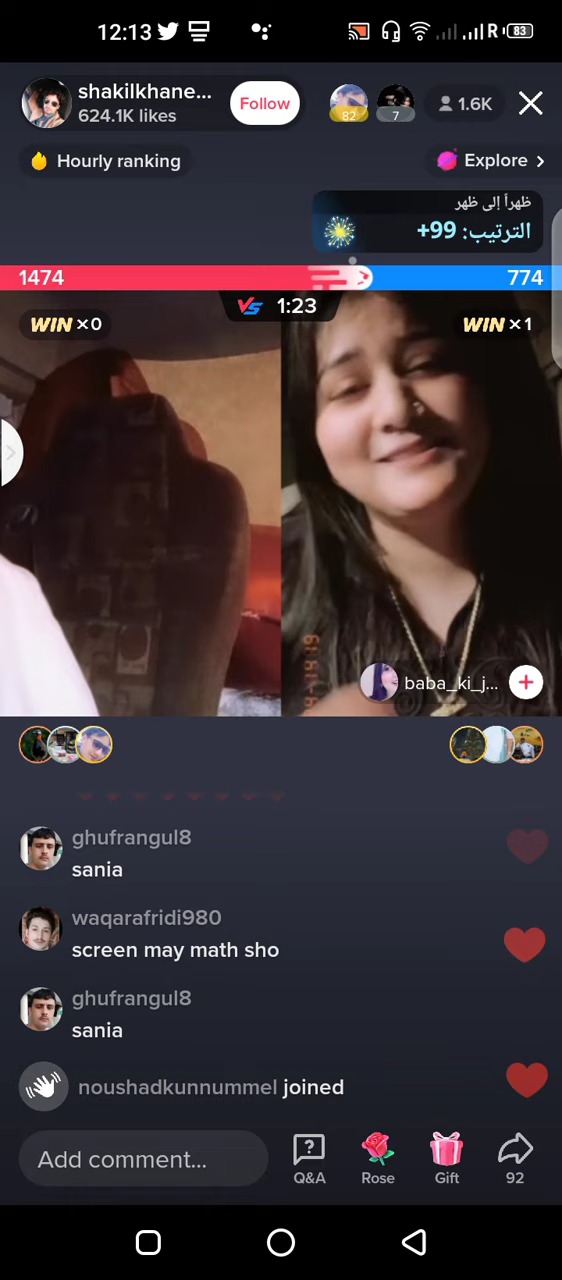 12:13
R 83
shakilkhane...
624.1K likes
Follow
82
7
1.6K
Hourly ranking
Explore
ظهراً إلى ظهر
الترتيب: 99+
1474
774
VS 1:23
WIN ×0
WIN ×1
baba_ki_j...
ghufrangul8
sania
waqarafridi980
screen may math sho
ghufrangul8
sania
noushadkunnummel joined
Add comment...
Q&A
Rose
Gift
92